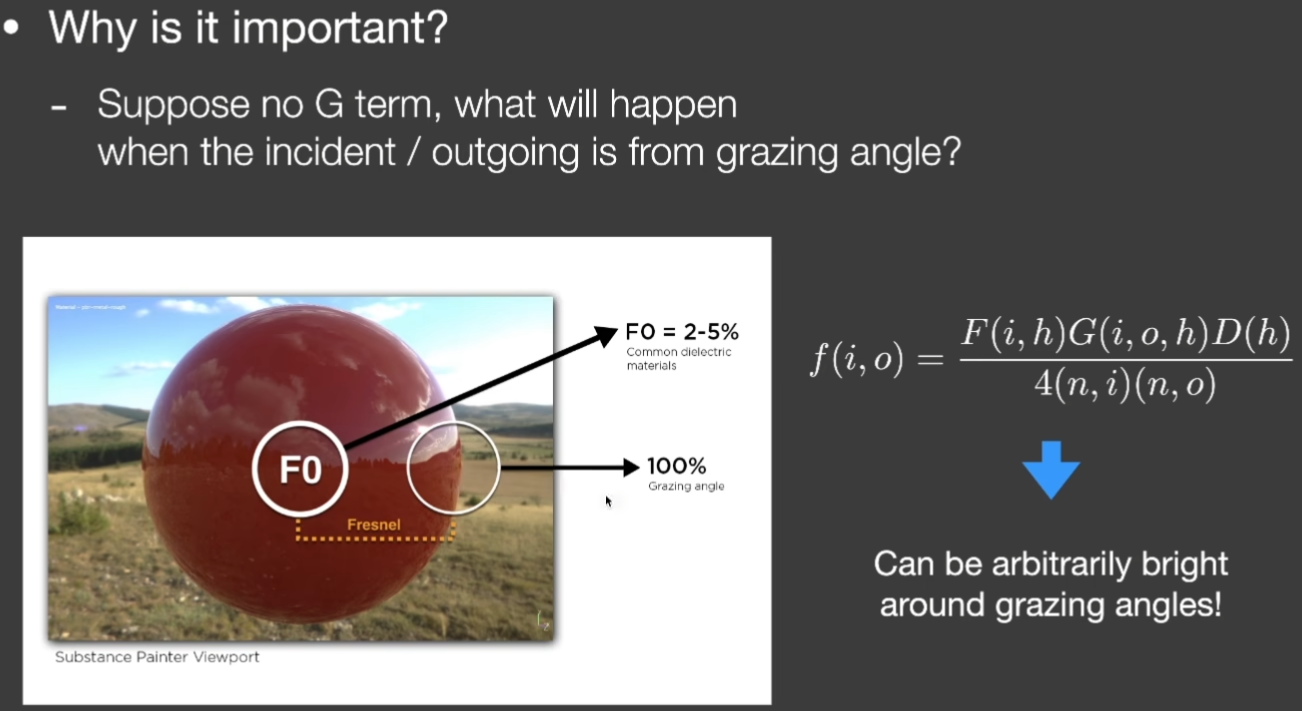 • Why is it important?
- Suppose no G term, what will happen
when the incident / outgoing is from grazing angle?
F0 = 2-5%
Common dielectric
materials
F0
100%
Grazing angle
Fresnel
Substance Painter Viewport
f(i, o) = F(i, h)G(i, o, h)D(h) / 4(n, i)(n, o)
Can be arbitrarily bright
around grazing angles!